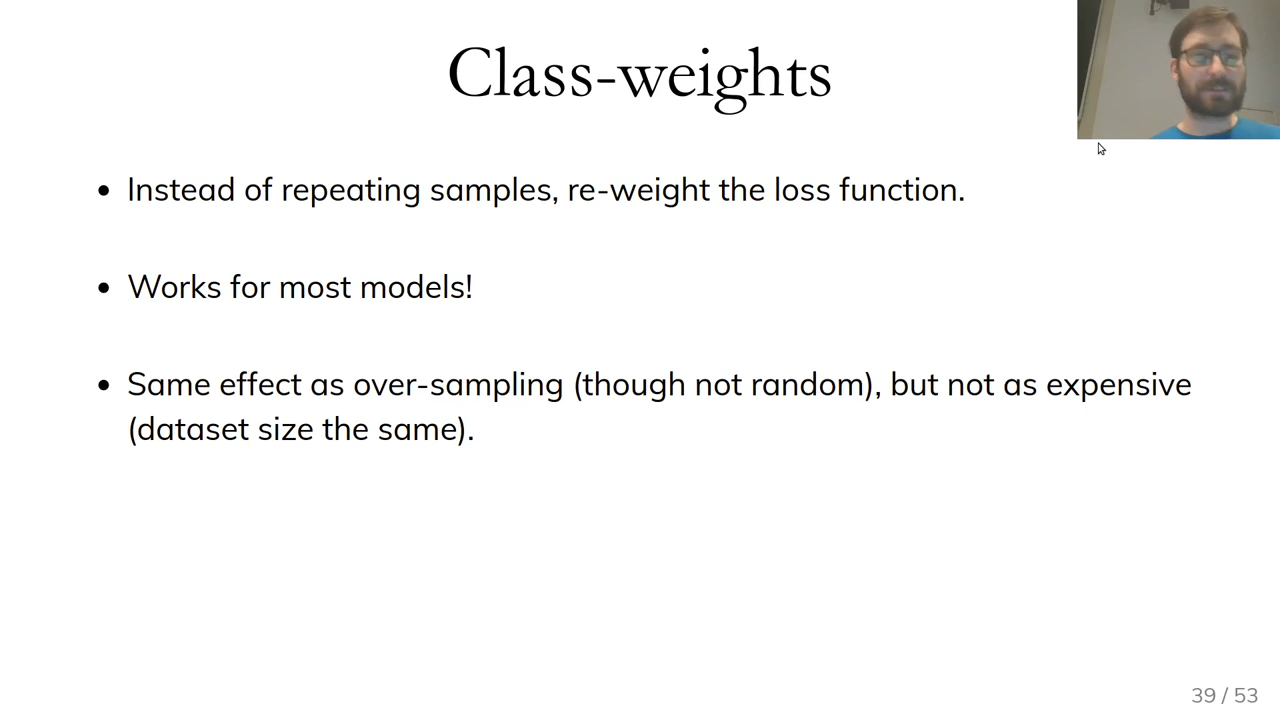 Class-weights
• Instead of repeating samples, re-weight the loss function.
• Works for most models!
• Same effect as over-sampling (though not random), but not as expensive
(dataset size the same).
39 / 53